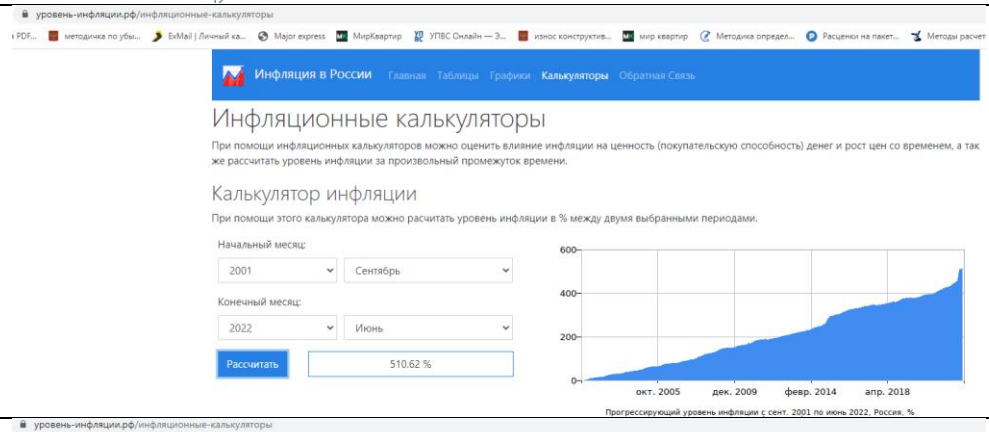 уровень-инфляции.рф/инфляционные-калькуляторы
PDF... методичка по убы... ExMail | Личный ка... Major express МирКвартир УПВС Онлайн — Э... износ конструктив... мир квартир Методика определ... Расценки на пакет... Методы расчет
Инфляция в России Главная Таблицы Графики Калькуляторы Обратная Связь
Инфляционные калькуляторы
При помощи инфляционных калькуляторов можно оценить влияние инфляции на ценность (покупательскую способность) денег и рост цен со временем, а так
же рассчитать уровень инфляции за произвольный промежуток времени.
Калькулятор инфляции
При помощи этого калькулятора можно расчитать уровень инфляции в % между двумя выбранными периодами.
Начальный месяц:
2001 Сентябрь
Конечный месяц:
2022 Июнь
Рассчитать 510.62 %
600
400
200
0
окт. 2005 дек. 2009 февр. 2014 апр. 2018
Прогрессирующий уровень инфляции с сент. 2001 по июнь 2022, Россия, %
уровень-инфляции.рф/инфляционные-калькуляторы